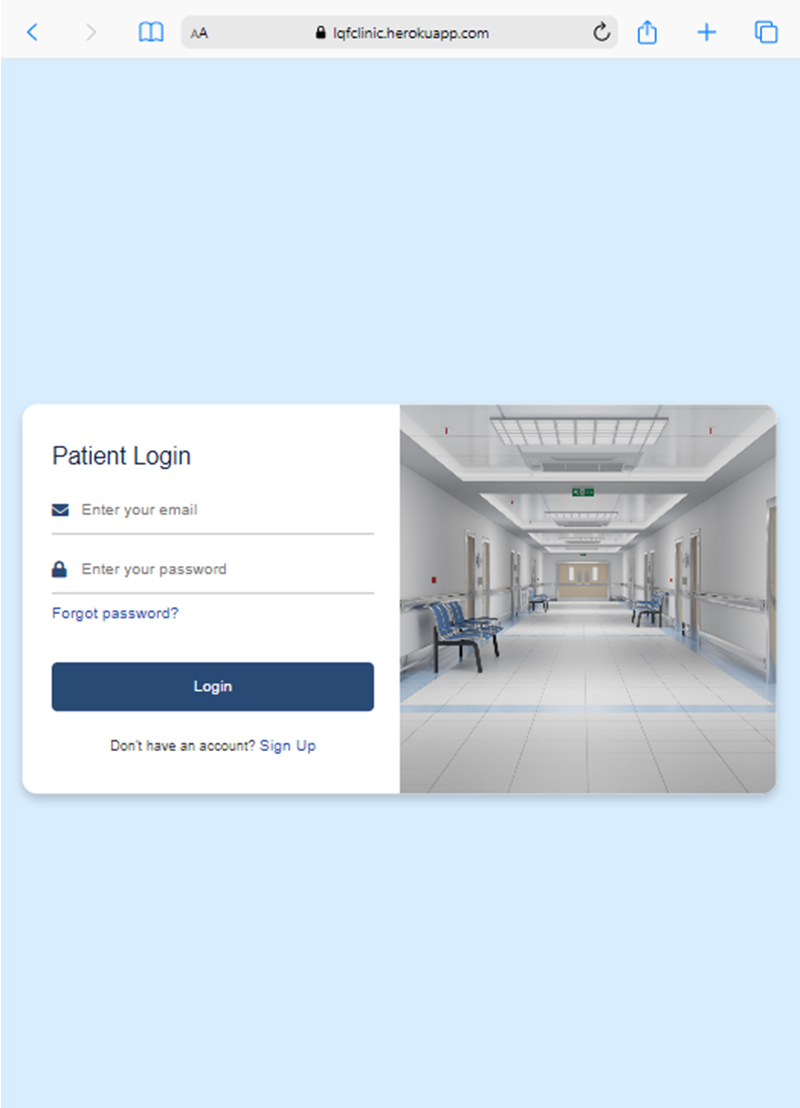 AA lqfclinic.herokuapp.com
Patient Login
Enter your email
Enter your password
Forgot password?
Login
Don't have an account? Sign Up